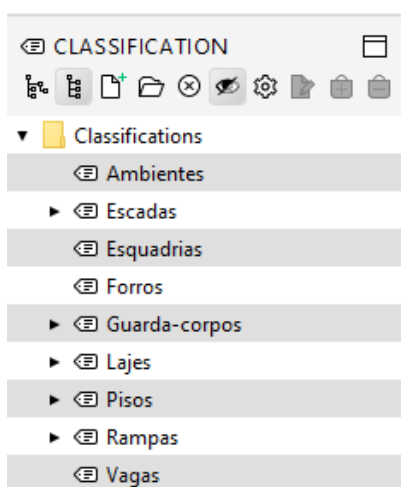 CLASSIFICATION
Classifications
Ambientes
Escadas
Esquadrias
Forros
Guarda-corpos
Lajes
Pisos
Rampas
Vagas